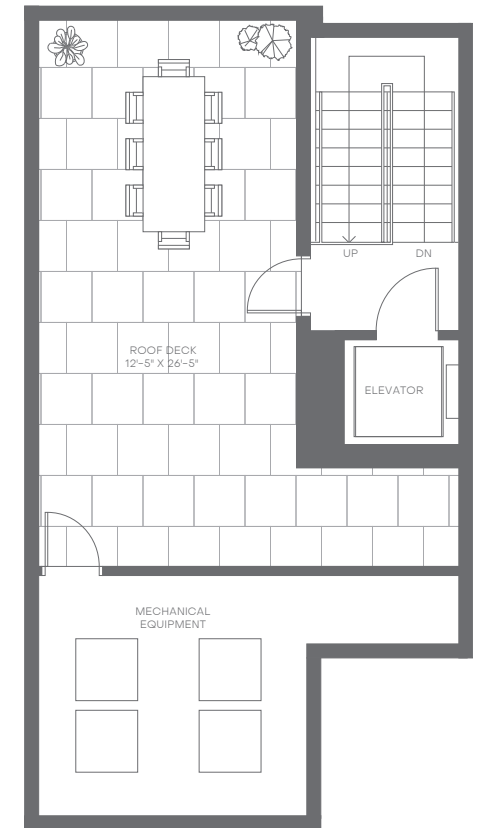 UP
DN
ROOF DECK
12'-5" X 26'-5"
ELEVATOR
MECHANICAL
EQUIPMENT